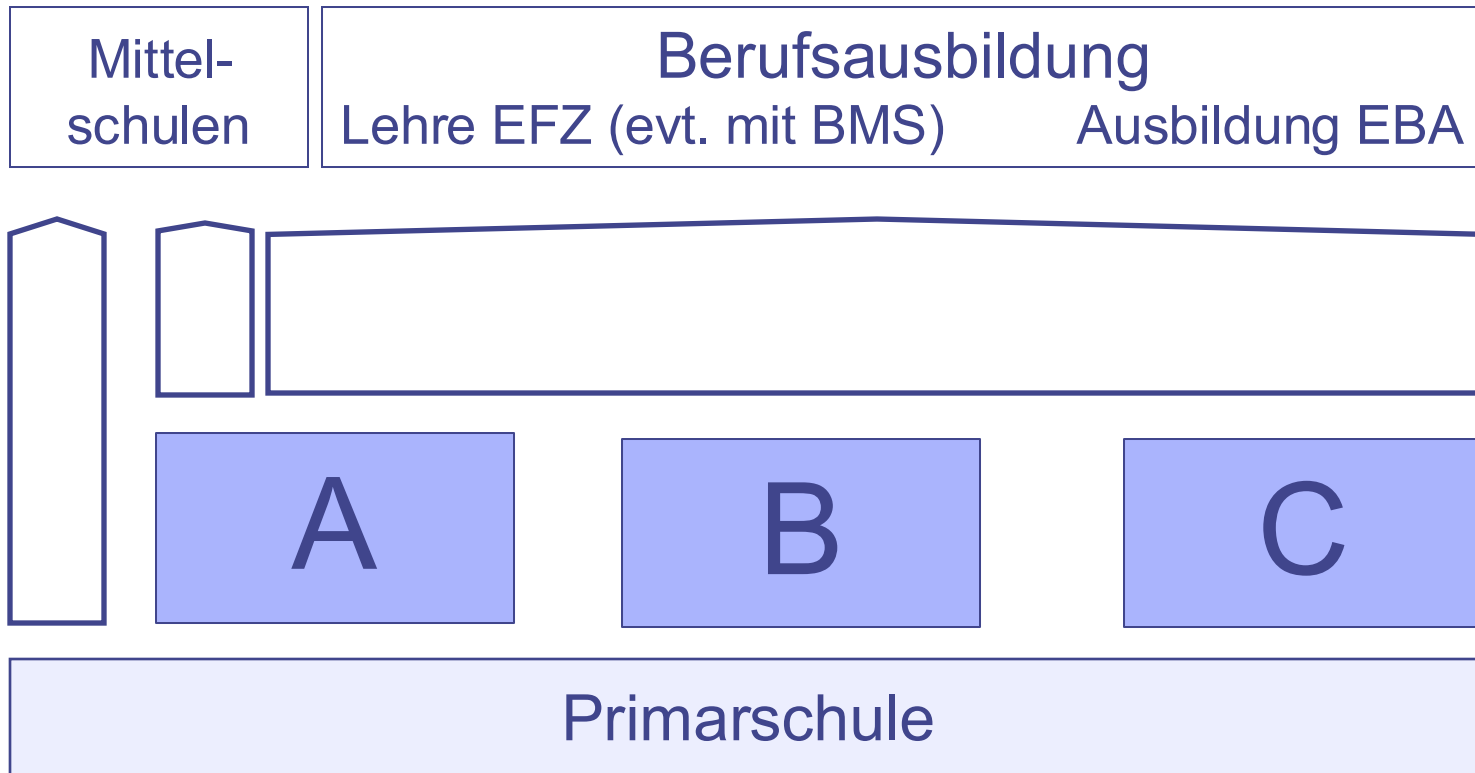 Mittel-
schulen
Berufsausbildung
Lehre EFZ (evt. mit BMS) Ausbildung EBA
A
B
C
Primarschule